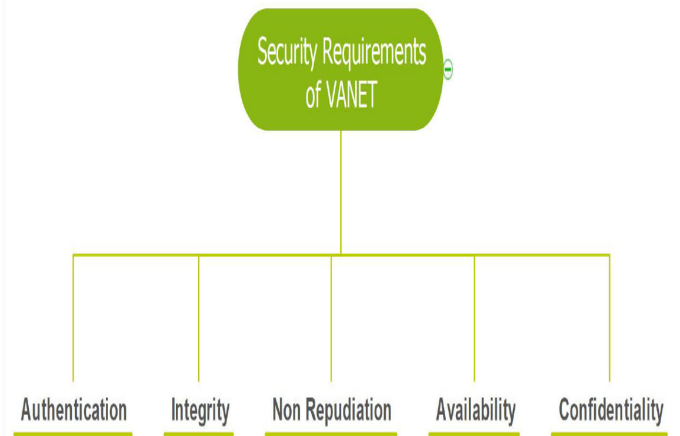 Security Requirements
of VANET
Authentication
Integrity
Non Repudiation
Availability
Confidentiality